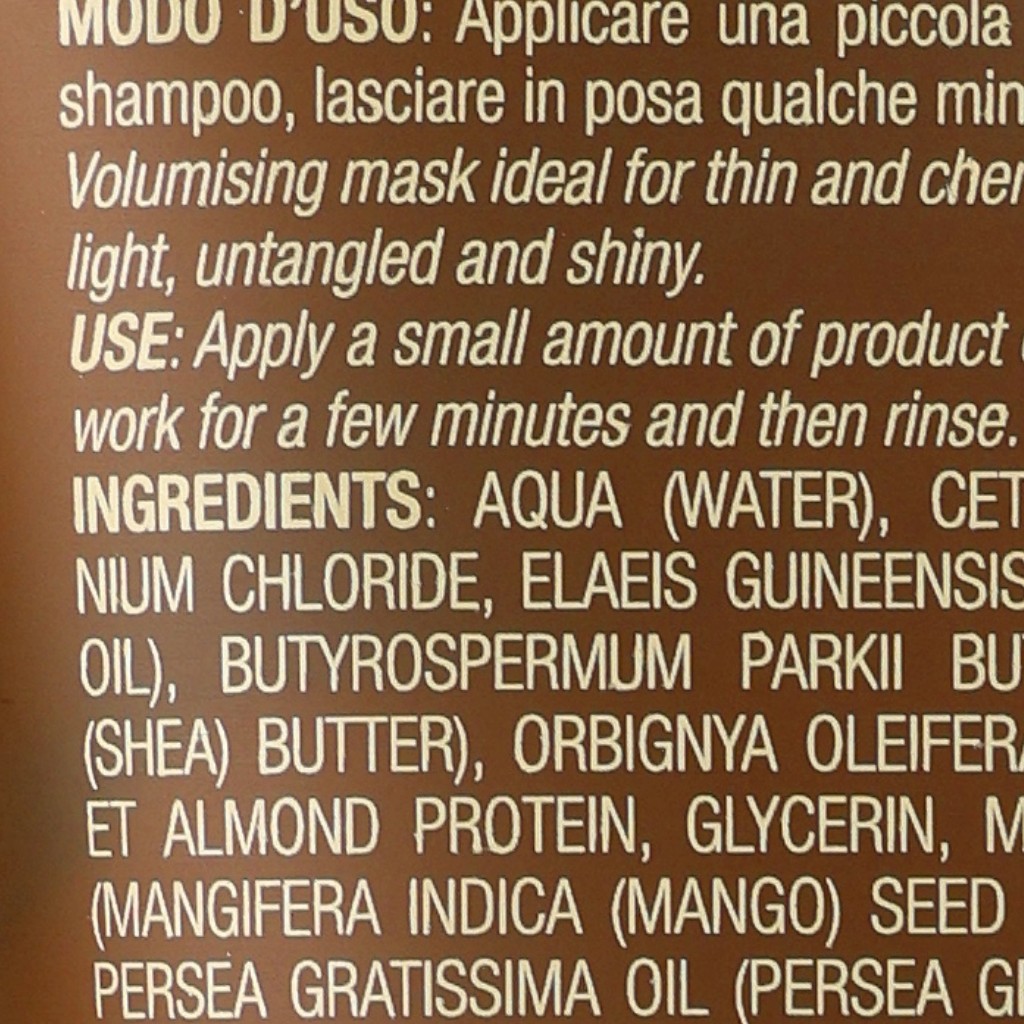 MODO D'USO: Applicare una piccola
shampoo, lasciare in posa qualche
Volumising mask ideal for thin and
light, untangled and shiny.
USE: Apply a small amount of product
work for a few minutes and then rinse.
INGREDIENTS: AQUA (WATER), CET
NIUM CHLORIDE, ELAEIS GUINEENSIS
OIL), BUTYROSPERMUM PARKII BU
(SHEA) BUTTER), ORBIGNYA OLEIFERA
ET ALMOND PROTEIN, GLYCERIN, M
(MANGIFERA INDICA (MANGO) SEED
PERSEA GRATISSIMA OIL (PERSEA